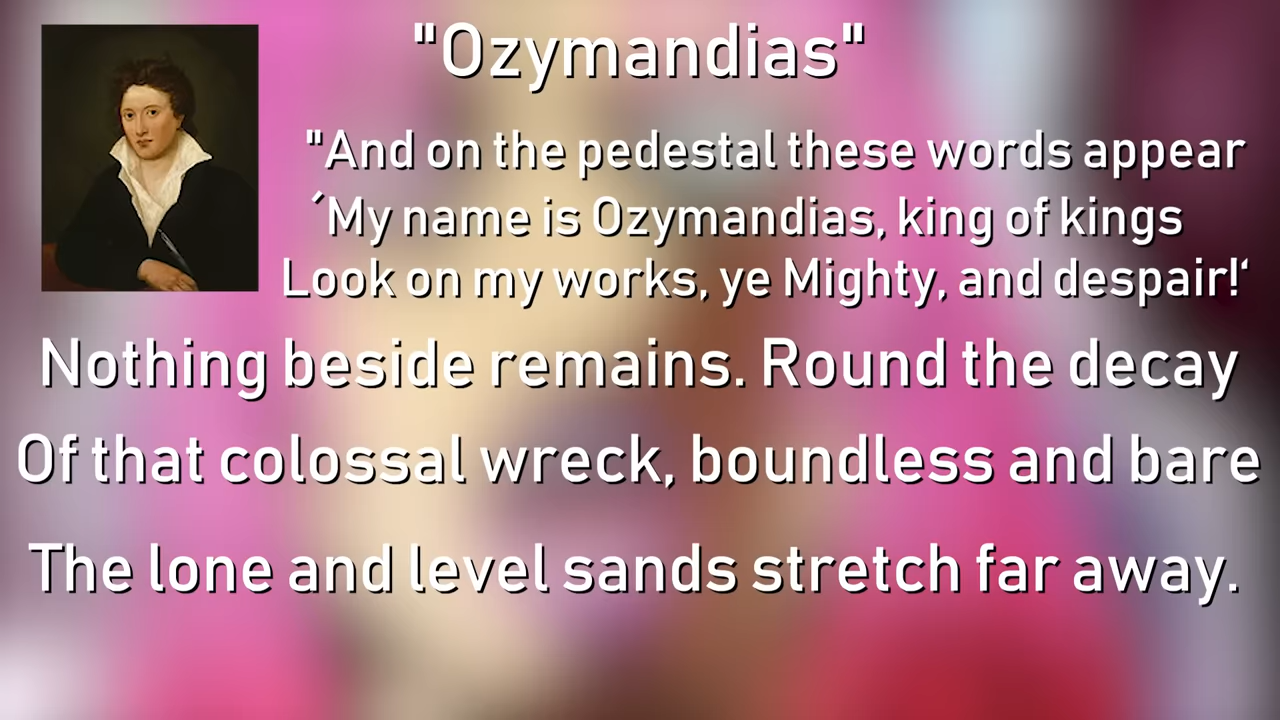 "Ozymandias"
"And on the pedestal these words appear
´My name is Ozymandias, king of kings
Look on my works, ye Mighty, and despair!‘
Nothing beside remains. Round the decay
Of that colossal wreck, boundless and bare
The lone and level sands stretch far away.